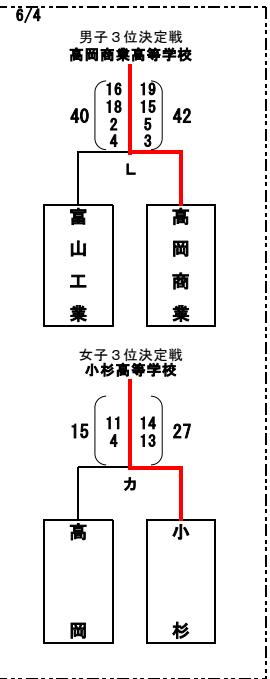 6/4
男子3位決定戦
高岡商業高等学校
40
16 19
18 15
2 5
4 3
42
L
富山工業
高岡商業
女子3位決定戦
小杉高等学校
15
11 14
4 13
27
カ
高岡
小杉